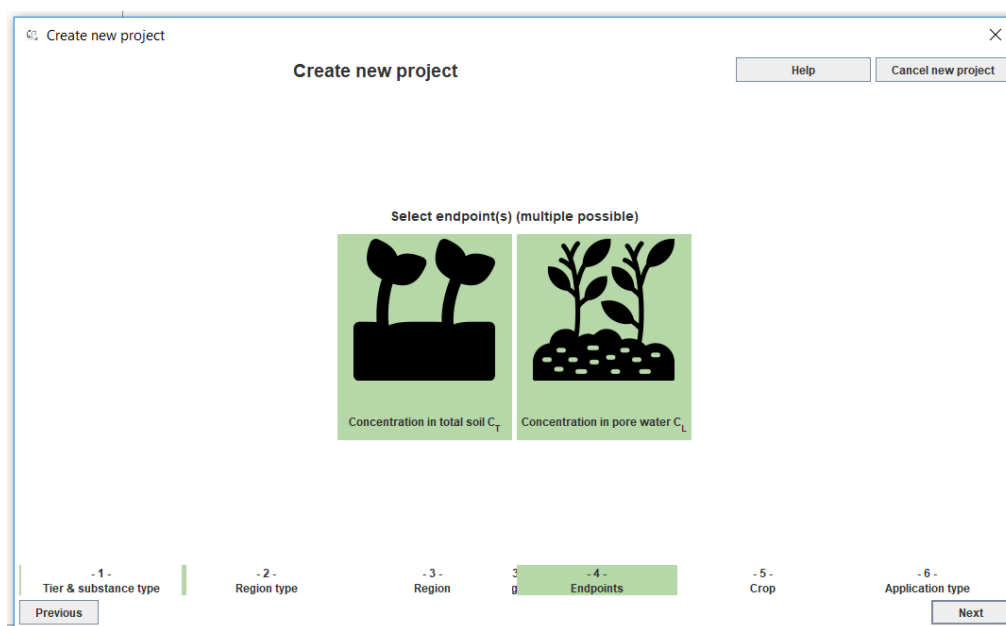 Create new project
Create new project
Help
Cancel new project
Select endpoint(s) (multiple possible)
Concentration in total soil C_T
Concentration in pore water C_L
- 1 -
Tier & substance type
- 2 -
Region type
- 3 -
Region
3
g
- 4 -
Endpoints
- 5 -
Crop
- 6 -
Application type
Previous
Next